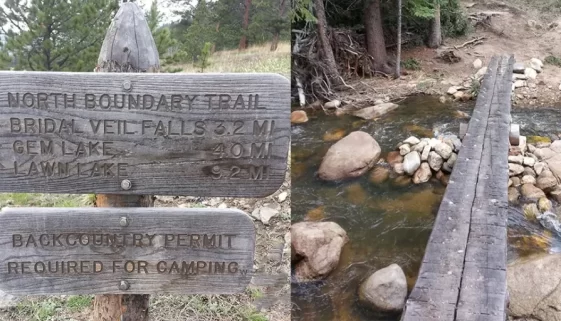 NORTH BOUNDARY TRAIL
BRIDAL VEIL FALLS 3.2 MI
GEM LAKE 4.0 MI
LAWN LAKE 9.2 MI
BACKCOUNTRY PERMIT
REQUIRED FOR CAMPING